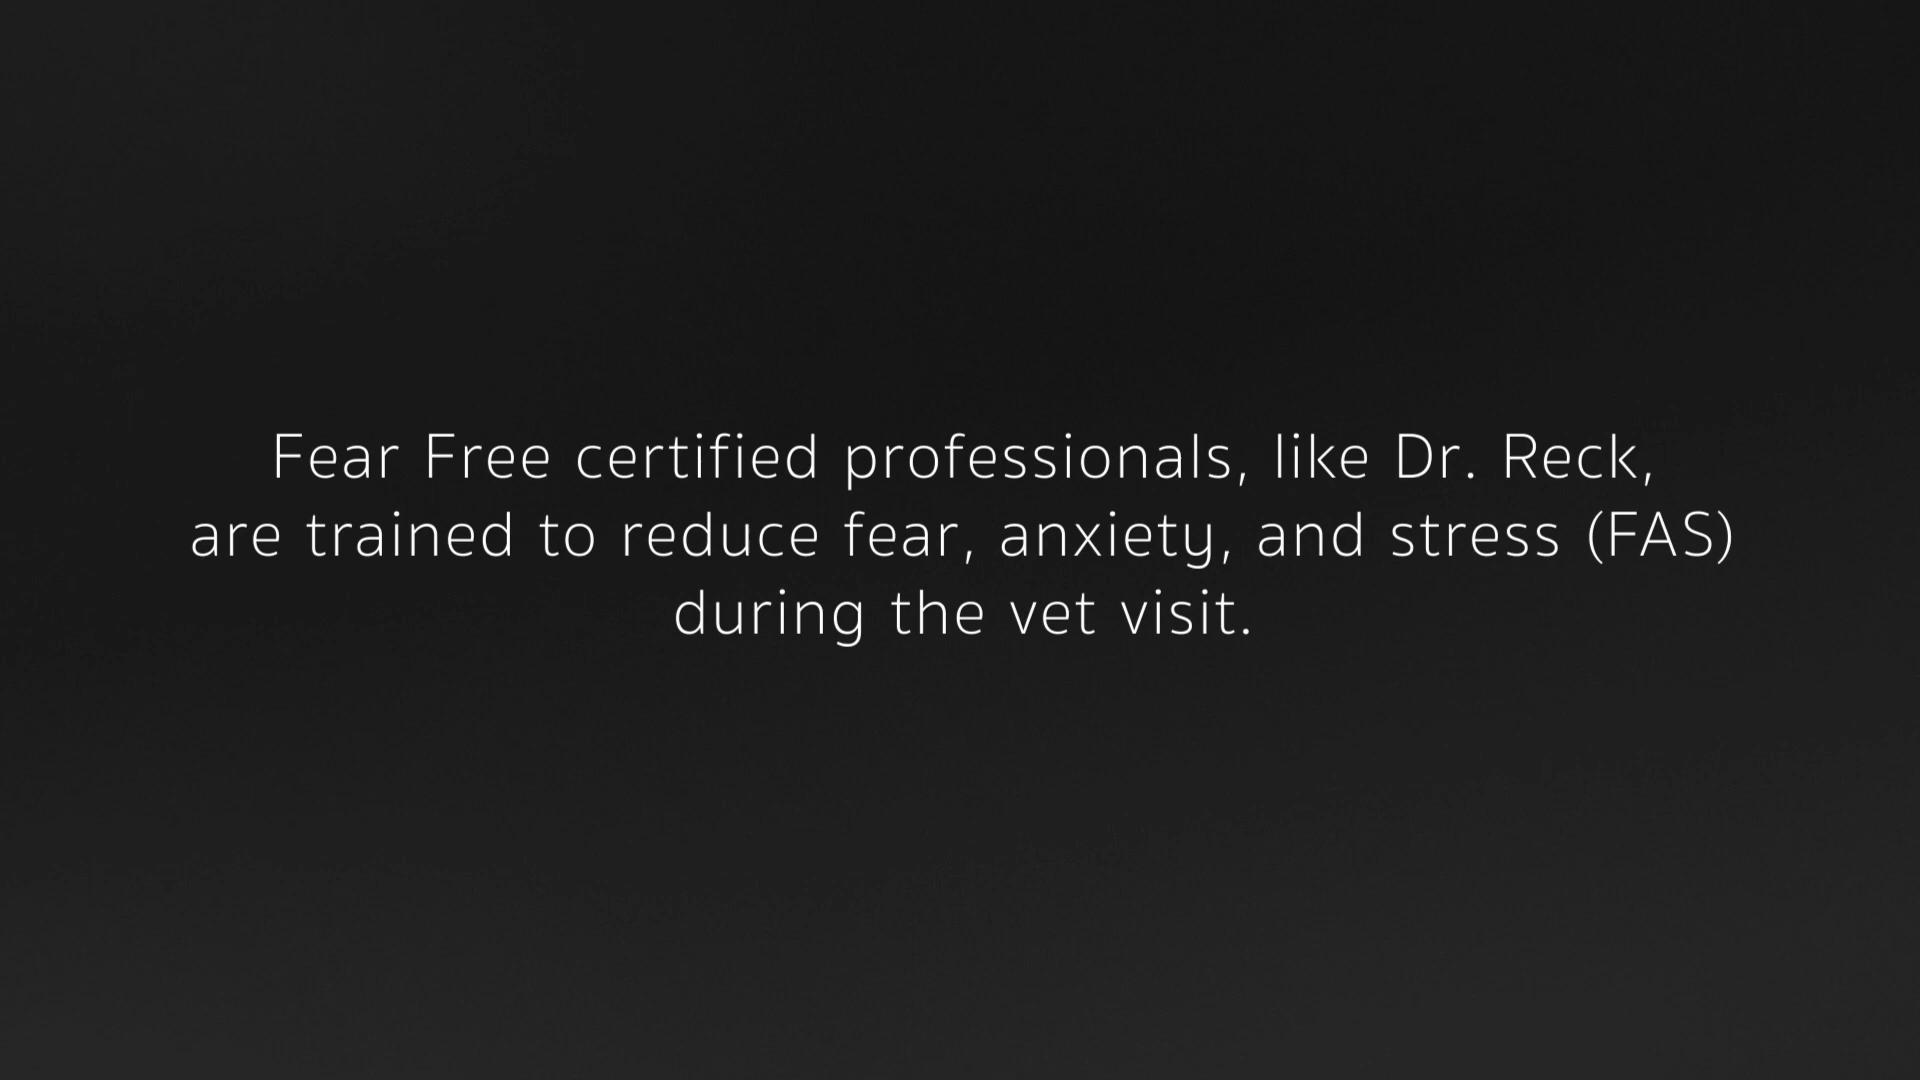 Fear Free certified professionals, like Dr. Reck,
are trained to reduce fear, anxiety, and stress (FAS)
during the vet visit.